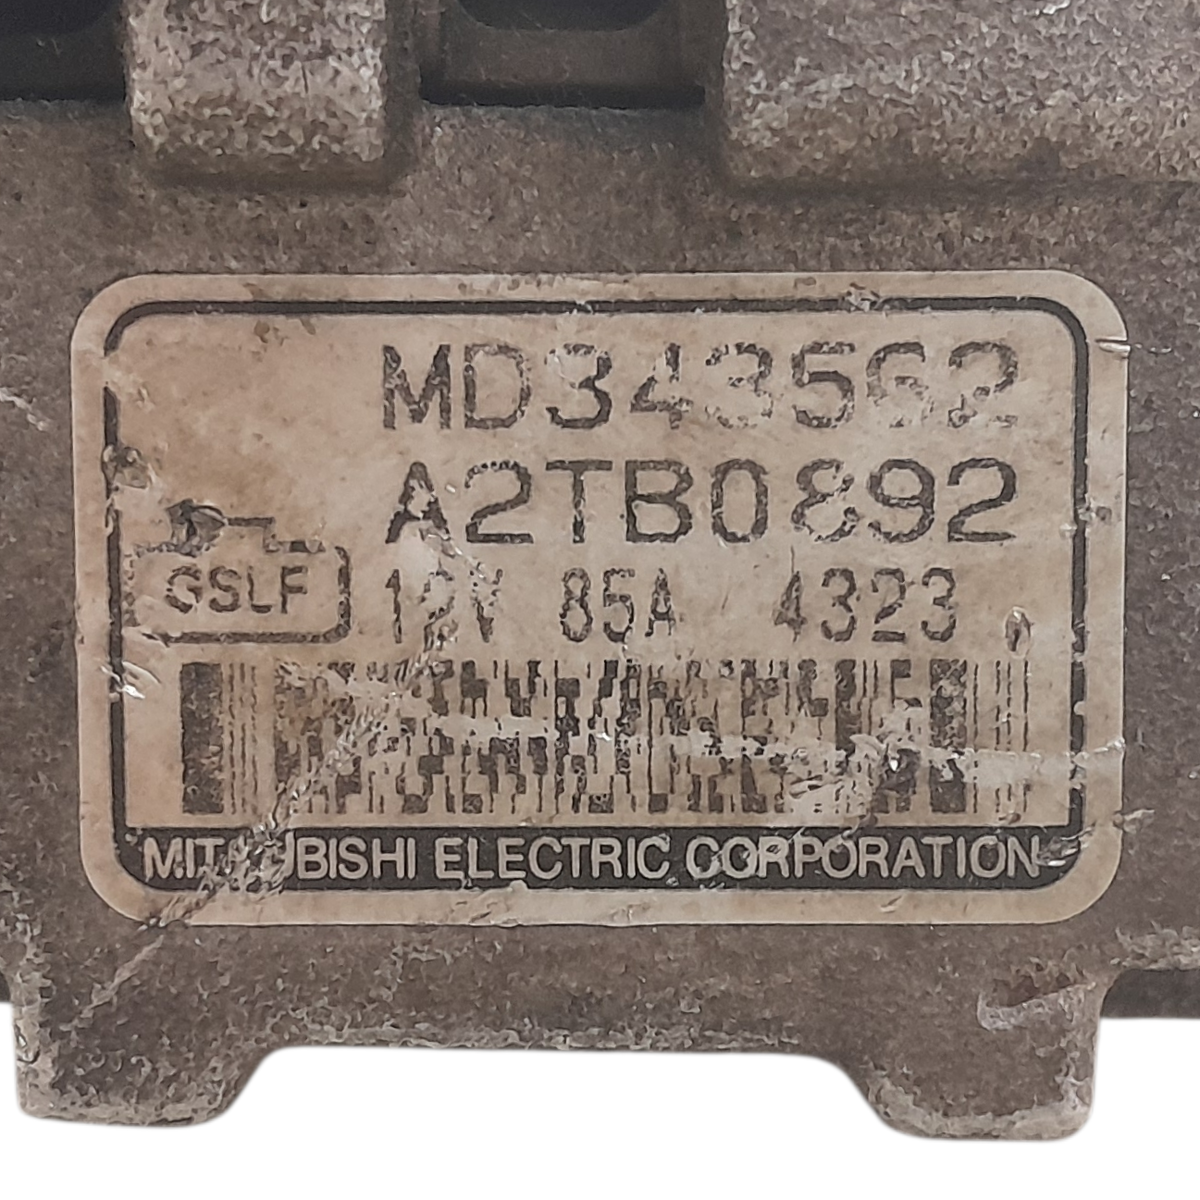 MD343562
A2TB0892
GSLF 12V 85A 4323
MITSUBISHI ELECTRIC CORPORATION